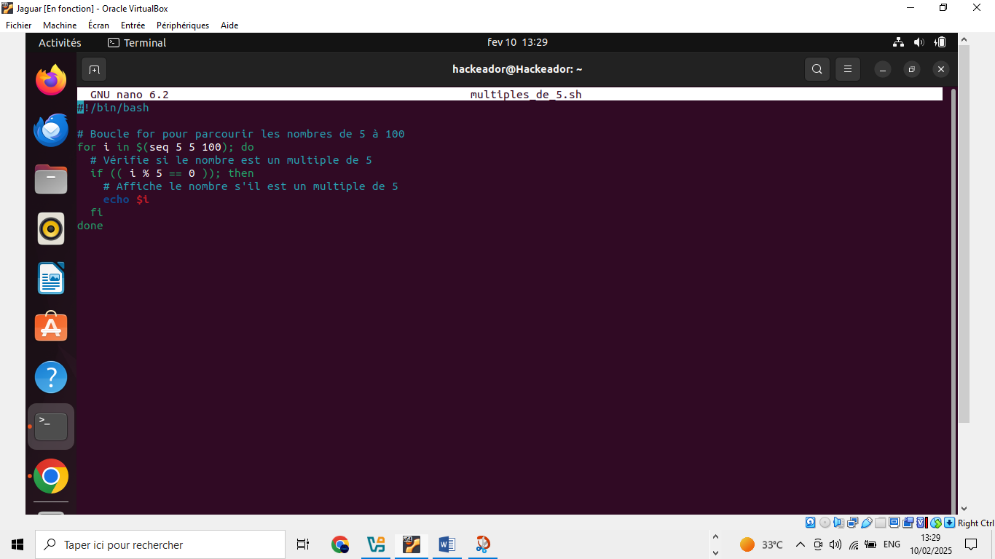 Jaguar [En fonction] - Oracle VirtualBox
Fichier Machine Écran Entrée Périphériques Aide
Activités Terminal fev 10 13:29
hackeador@Hackeador: ~
GNU nano 6.2 multiples_de_5.sh
#!/bin/bash
# Boucle for pour parcourir les nombres de 5 à 100
for i in $(seq 5 5 100); do
# Vérifie si le nombre est un multiple de 5
if (( i % 5 == 0 )); then
# Affiche le nombre s'il est un multiple de 5
echo $i
fi
done
Right Ctrl
Taper ici pour rechercher
33°C
ENG
13:29
10/02/2025